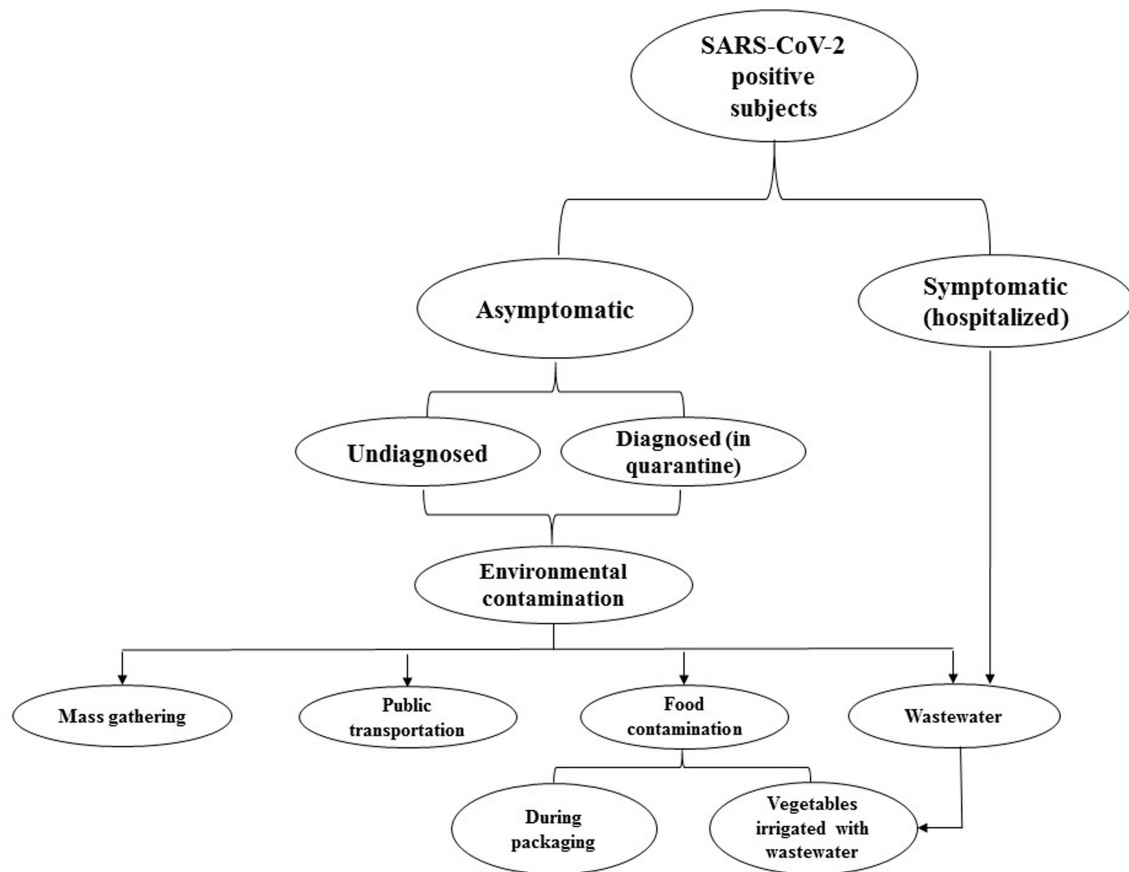 SARS-CoV-2
positive
subjects
Asymptomatic
Symptomatic
(hospitalized)
Undiagnosed
Diagnosed (in
quarantine)
Environmental
contamination
Mass gathering
Public
transportation
Food
contamination
Wastewater
During
packaging
Vegetables
irrigated with
wastewater